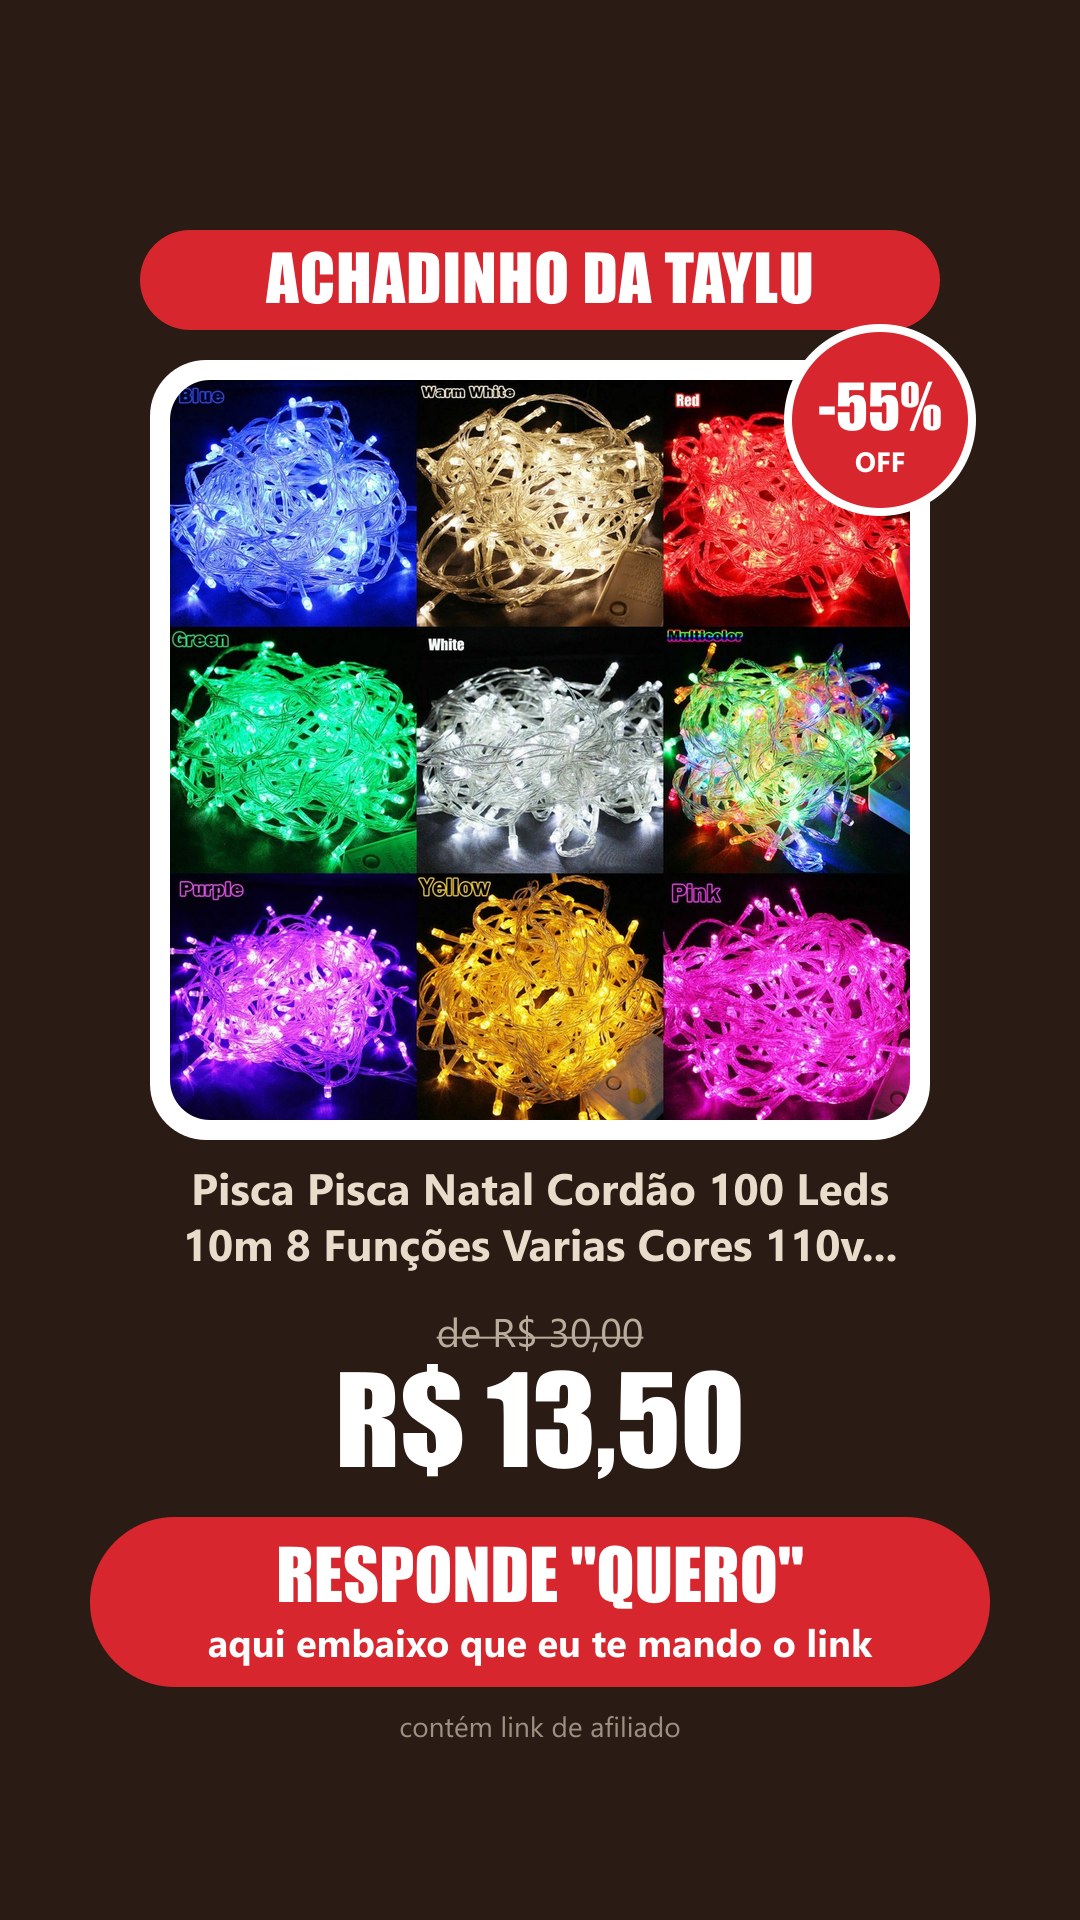 ACHADINHO DA TAYLU
-55%
OFF
Blue
Warm White
Red
Green
White
Multicolor
Purple
Yellow
Pink
Pisca Pisca Natal Cordão 100 Leds
10m 8 Funções Varias Cores 110v...
de R$ 30,00
R$ 13,50
RESPONDE "QUERO"
aqui embaixo que eu te mando o link
contém link de afiliado